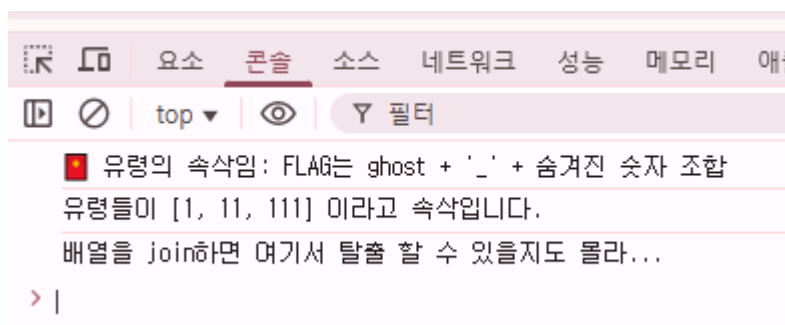 요소 콘솔 소스 네트워크 성능 메모리
top 필터
유령의 속삭임: FLAG는 ghost + '_' + 숨겨진 숫자 조합
유령들이 [1, 11, 111] 이라고 속삭입니다.
배열을 join하면 여기서 탈출 할 수 있을지도 몰라...
>